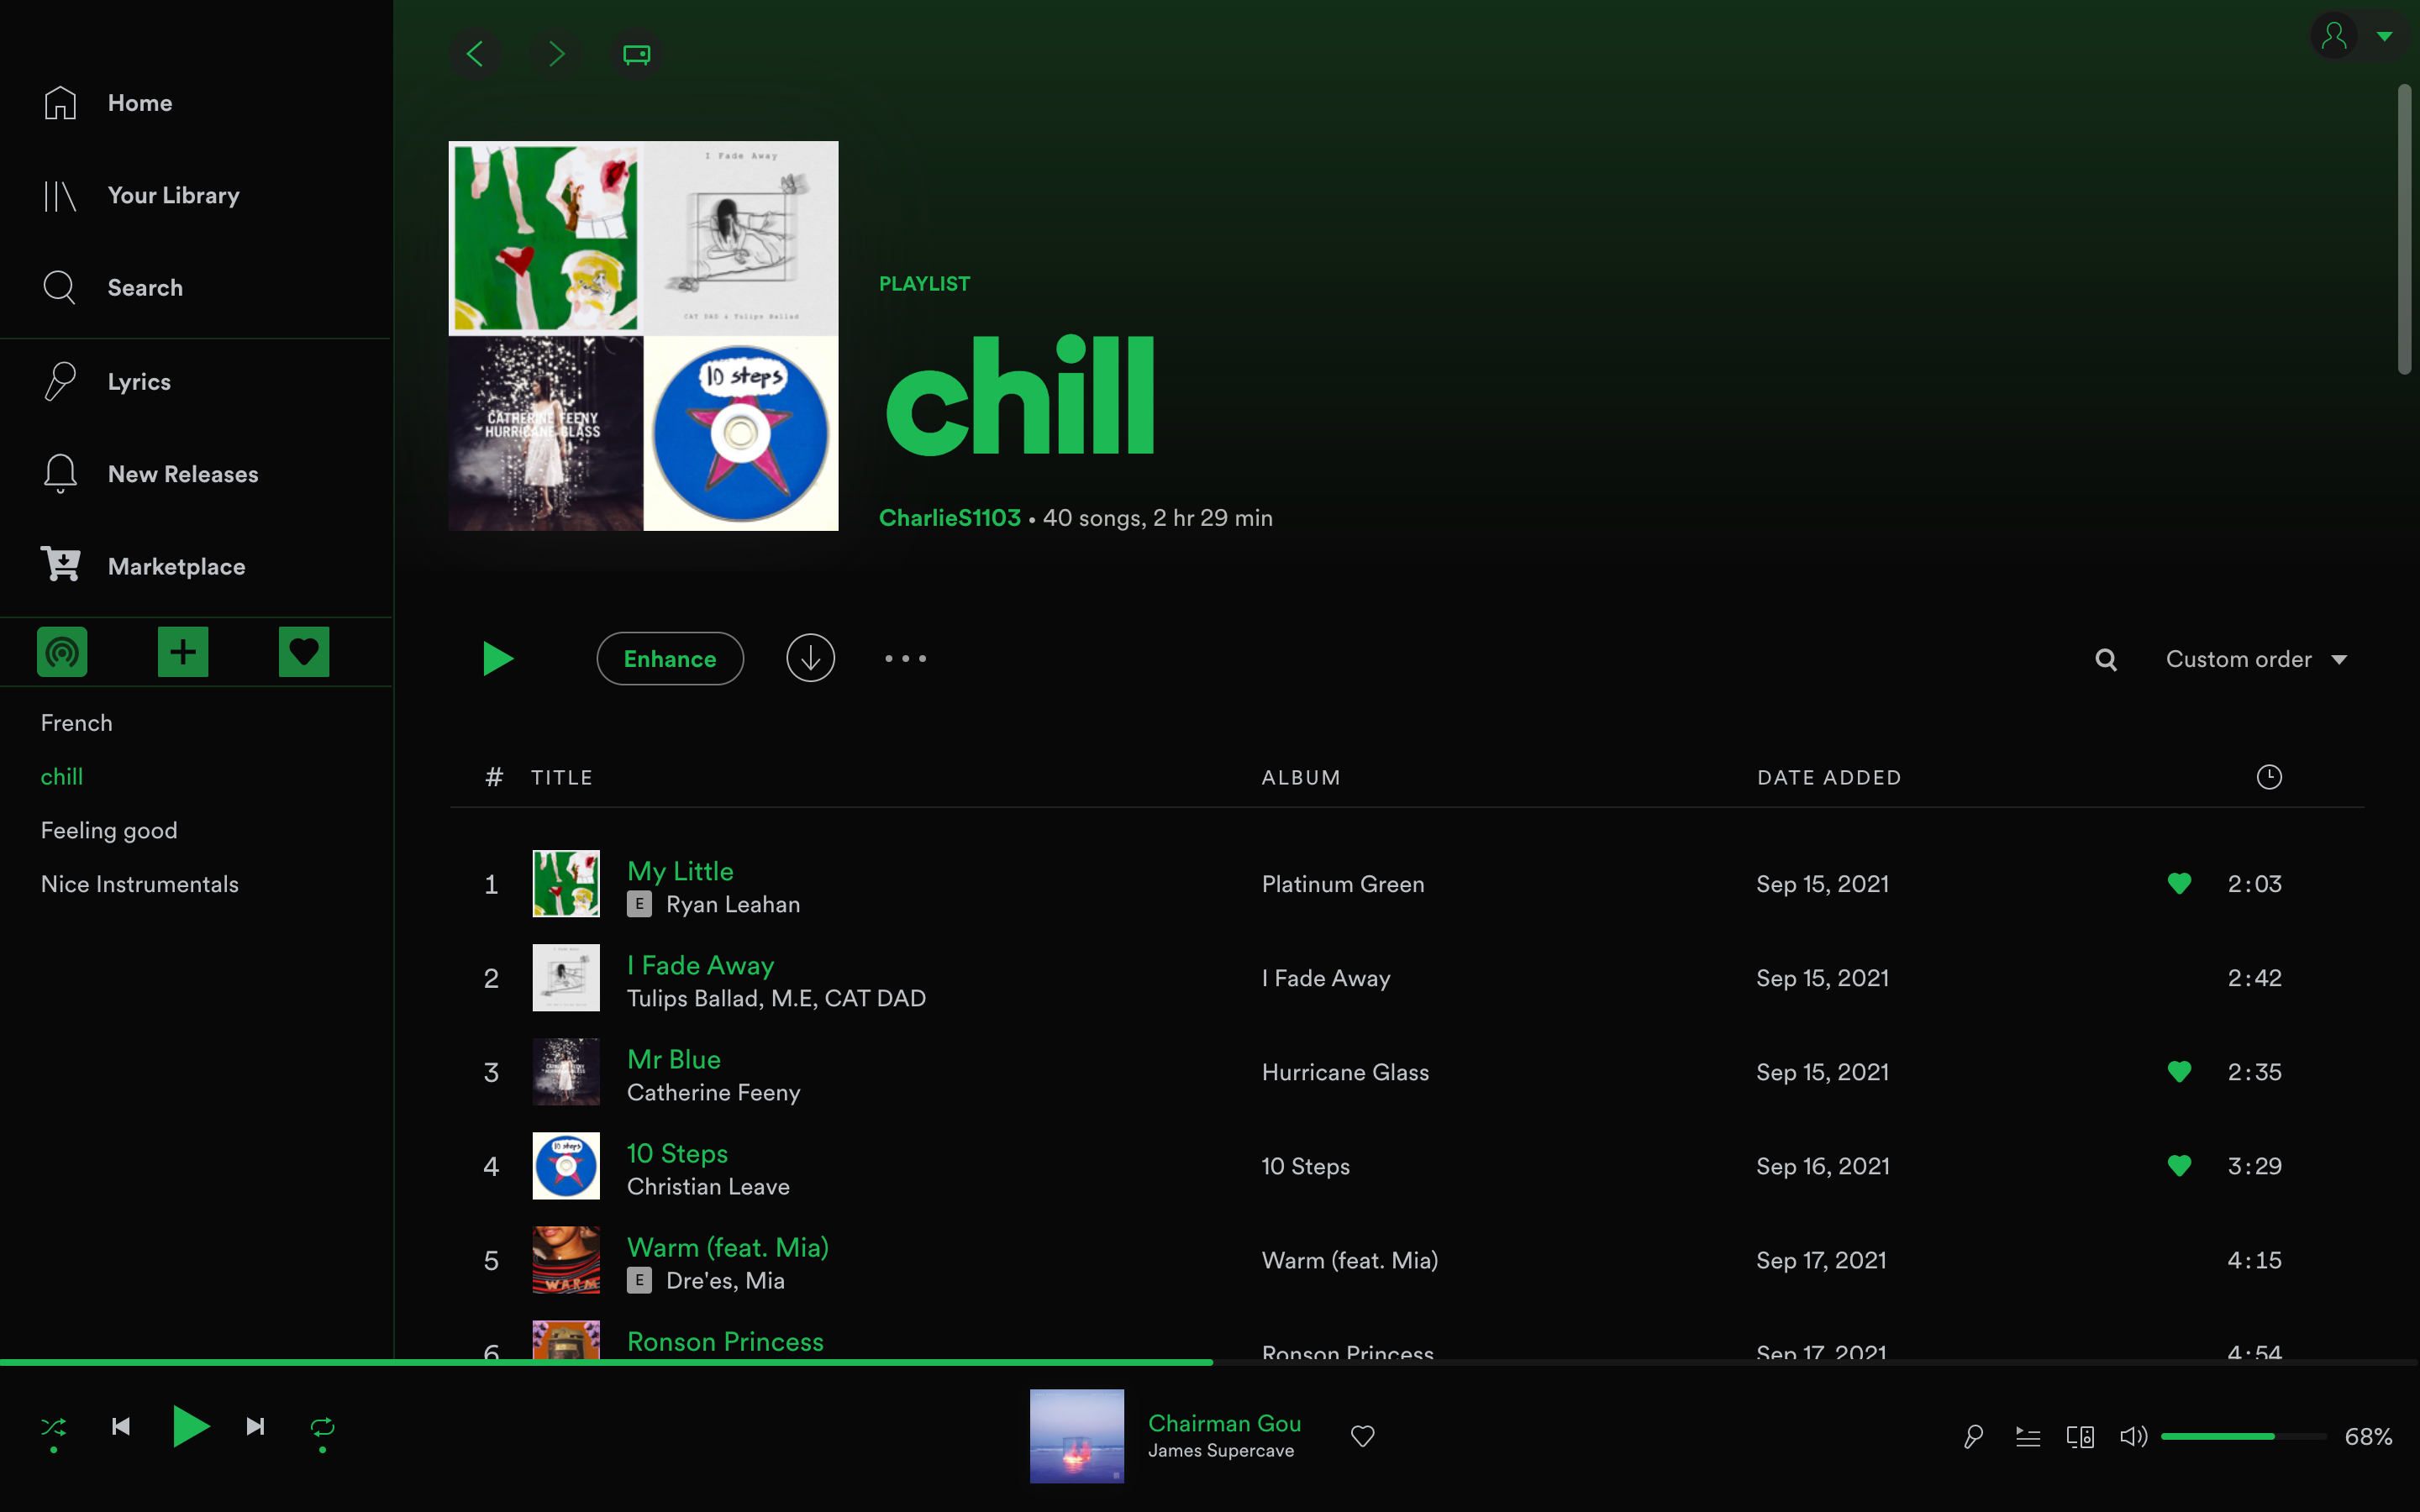 Home
Your Library
Search
Lyrics
New Releases
Marketplace
French
chill
Feeling good
Nice Instrumentals
I Fade Away
CAT DAD & Tulips Ballad
CATHERINE FEENY
HURRICANE GLASS
10 steps
PLAYLIST
chill
CharlieS1103 • 40 songs, 2 hr 29 min
Enhance
Custom order
# TITLE ALBUM DATE ADDED
1 My Little Platinum Green Sep 15, 2021 2:03
E Ryan Leahan
2 I Fade Away I Fade Away Sep 15, 2021 2:42
Tulips Ballad, M.E, CAT DAD
3 Mr Blue Hurricane Glass Sep 15, 2021 2:35
Catherine Feeny
4 10 steps 10 Steps 10 Steps Sep 16, 2021 3:29
Christian Leave
5 WARM Warm (feat. Mia) Warm (feat. Mia) Sep 17, 2021 4:15
E Dre'es, Mia
6 Ronson Princess Ronson Princess Sep 17, 2021 4:54
Chairman Gou
James Supercave
68%